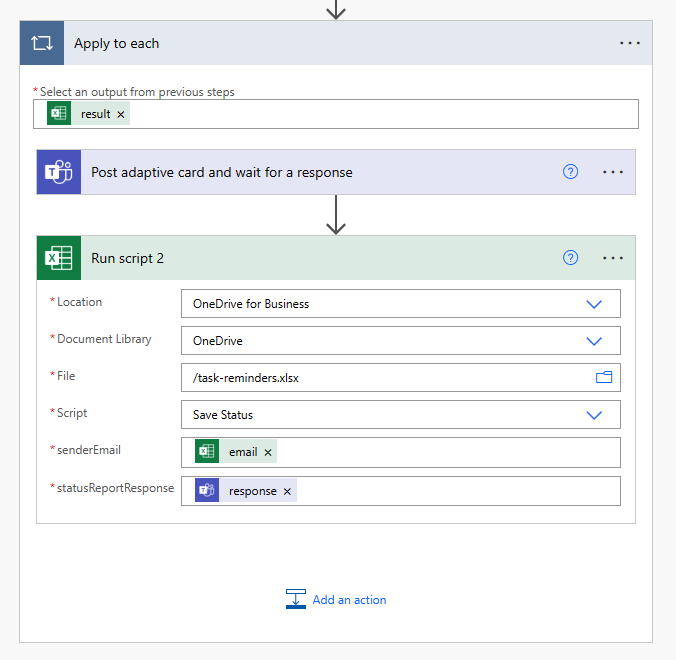 Apply to each
*Select an output from previous steps
result ×
Post adaptive card and wait for a response
Run script 2
*Location
OneDrive for Business
*Document Library
OneDrive
*File
/task-reminders.xlsx
*Script
Save Status
*senderEmail
email ×
*statusReportResponse
response ×
Add an action